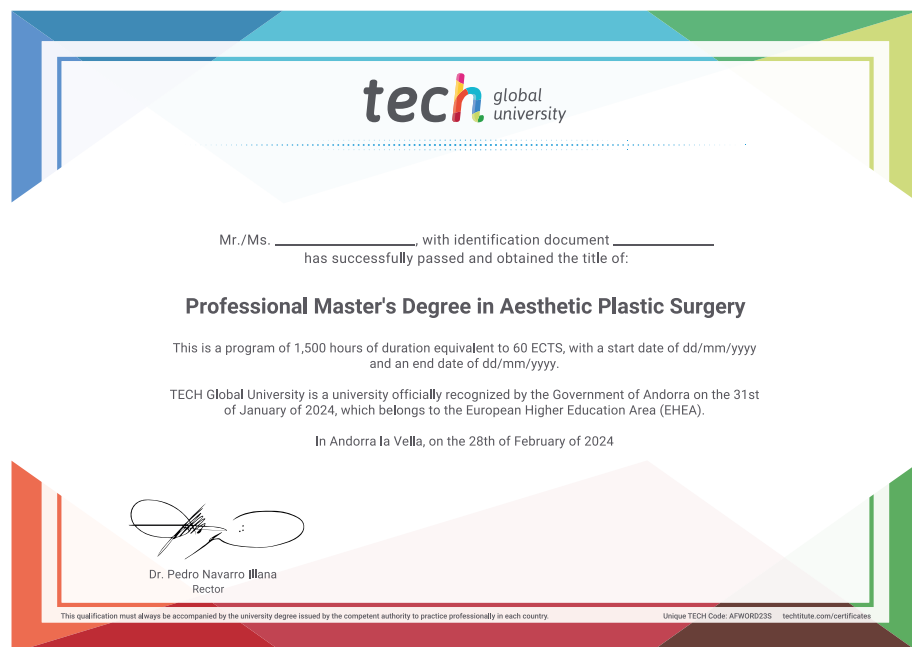 tech global
university
Mr./Ms. ____________, with identification document ____________
has successfully passed and obtained the title of:
Professional Master's Degree in Aesthetic Plastic Surgery
This is a program of 1,500 hours of duration equivalent to 60 ECTS, with a start date of dd/mm/yyyy
and an end date of dd/mm/yyyy.
TECH Global University is a university officially recognized by the Government of Andorra on the 31st
of January of 2024, which belongs to the European Higher Education Area (EHEA).
In Andorra la Vella, on the 28th of February of 2024
Dr. Pedro Navarro Illana
Rector
This qualification must always be accompanied by the university degree issued by the competent authority to practice professionally in each country.
Unique TECH Code: AFWORD23S techtitute.com/certificates